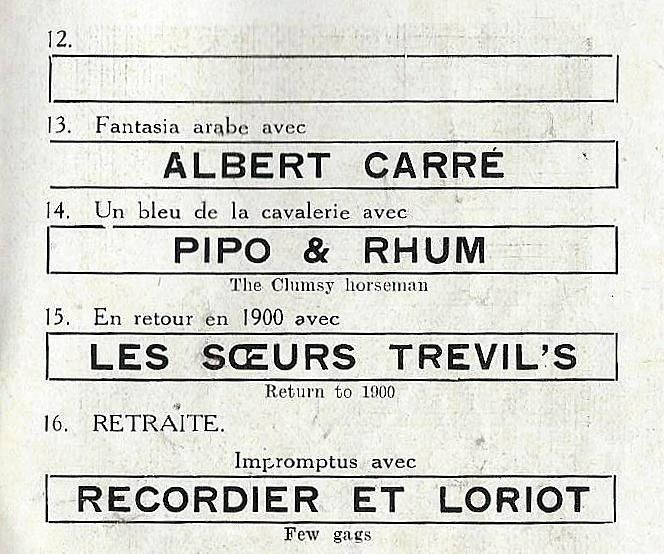 12.
13. Fantasia arabe avec
ALBERT CARRÉ
14. Un bleu de la cavalerie avec
PIPO & RHUM
The Clumsy horseman
15. En retour en 1900 avec
LES SŒURS TREVIL'S
Return to 1900
16. RETRAITE.
Impromptus avec
RECORDIER ET LORIOT
Few gags